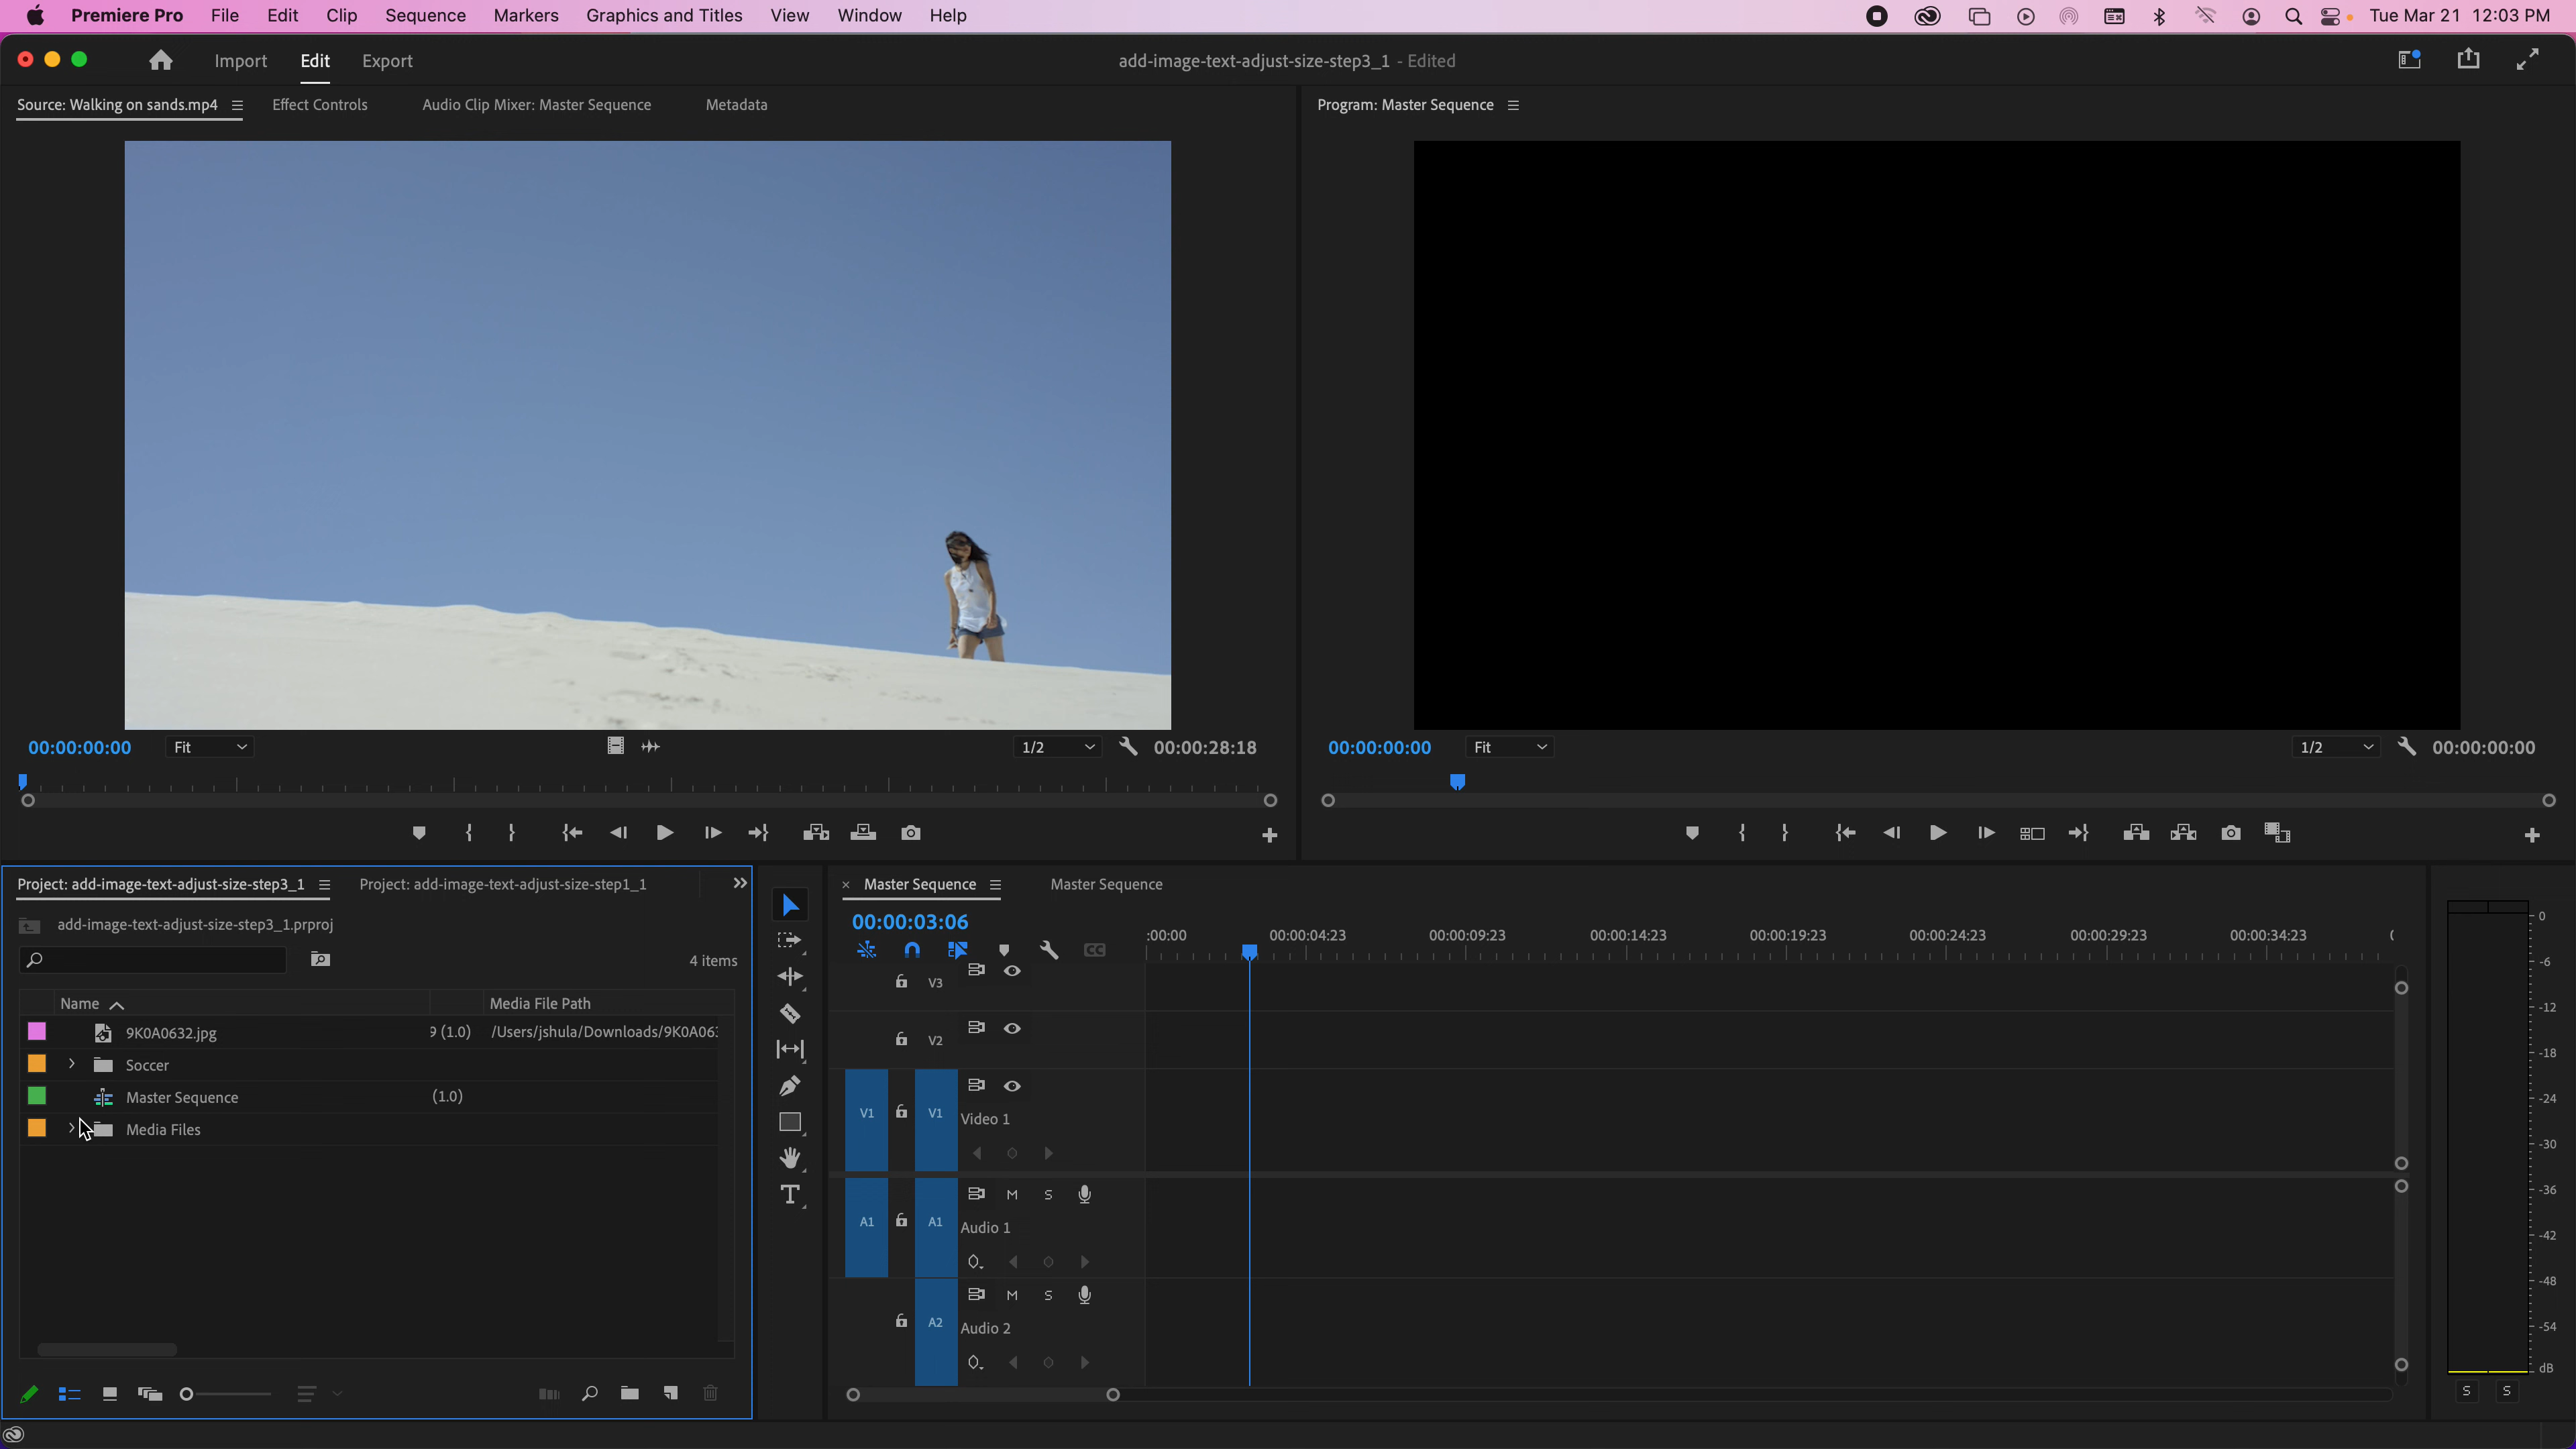 Premiere Pro File Edit Clip Sequence Markers Graphics and Titles View Window Help Tue Mar 21 12:03 PM
Import Edit Export add-image-text-adjust-size-step3_1 - Edited
Source: Walking on sands.mp4 Effect Controls Audio Clip Mixer: Master Sequence Metadata
Program: Master Sequence
00:00:00:00 Fit 1/2 00:00:28:18
00:00:00:00 Fit 1/2 00:00:00:00
Project: add-image-text-adjust-size-step3_1 Project: add-image-text-adjust-size-step1_1
add-image-text-adjust-size-step3_1.prproj
4 items
Name Media File Path
9K0A0632.jpg 9 (1.0) /Users/jshula/Downloads/9K0A063
Soccer
Master Sequence (1.0)
Media Files
Master Sequence Master Sequence
00:00:03:06
:00:00 00:00:04:23 00:00:09:23 00:00:14:23 00:00:19:23 00:00:24:23 00:00:29:23 00:00:34:23
CC
V3
V2
V1 V1 Video 1
A1 A1 M S
Audio 1
A2 M S
Audio 2
T
0
-6
-12
-18
-24
-30
-36
-42
-48
-54
dB
S S